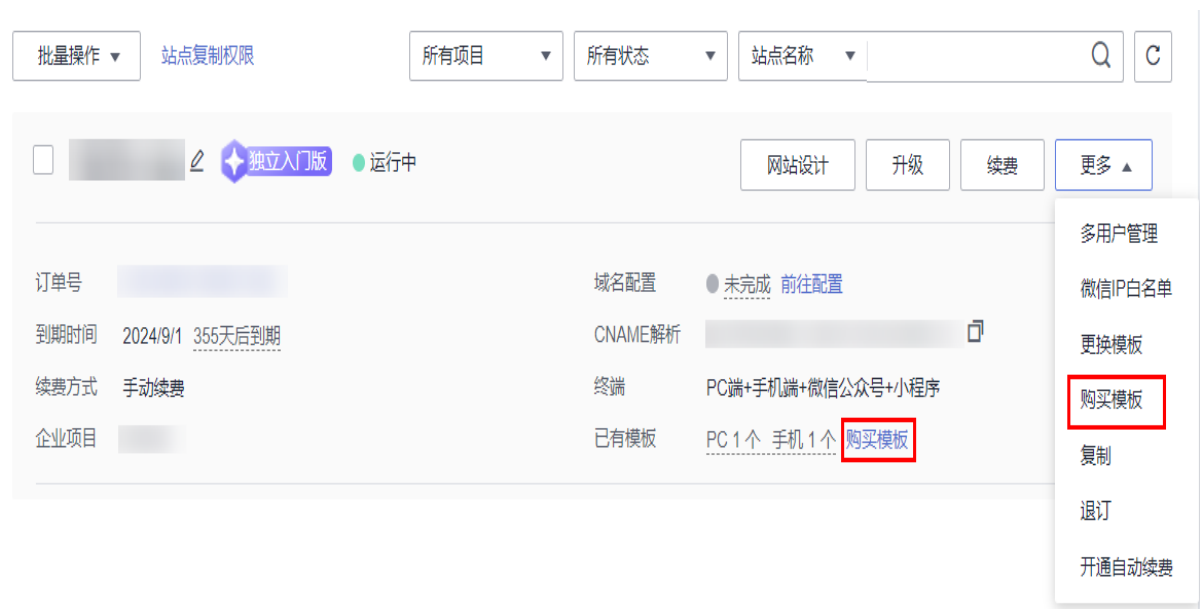 批量操作 站点复制权限 所有项目 所有状态 站点名称
独立入门版 运行中 网站设计 升级 续费 更多
多用户管理
微信IP白名单
更换模板
购买模板
复制
退订
开通自动续费
订单号
域名配置 未完成 前往配置
到期时间 2024/9/1 355天后到期
CNAME解析
续费方式 手动续费
终端 PC端+手机端+微信公众号+小程序
企业项目
已有模板 PC 1 个 手机 1 个 购买模板